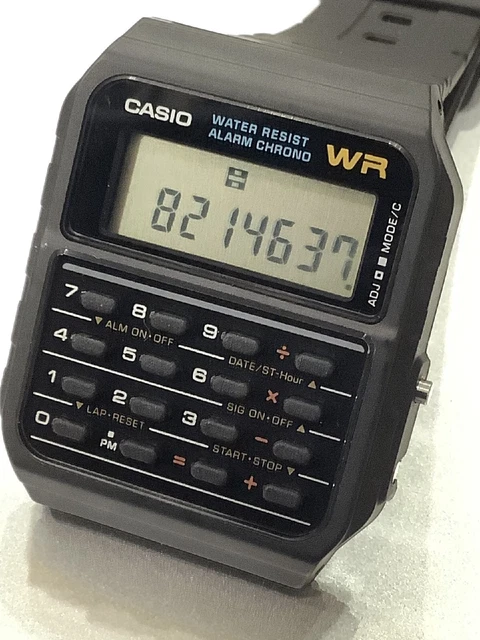 CASIO
WATER RESIST
ALARM CHRONO
WR
÷
8214637.
ADJ MODE/C
7 8 9 ÷
▼ ALM ON·OFF
DATE/ST-Hour ▲
4 5 6 ×
SIG ON·OFF ▲
1 2 3 −
▼ LAP·RESET
START·STOP ▼
0 PM = +